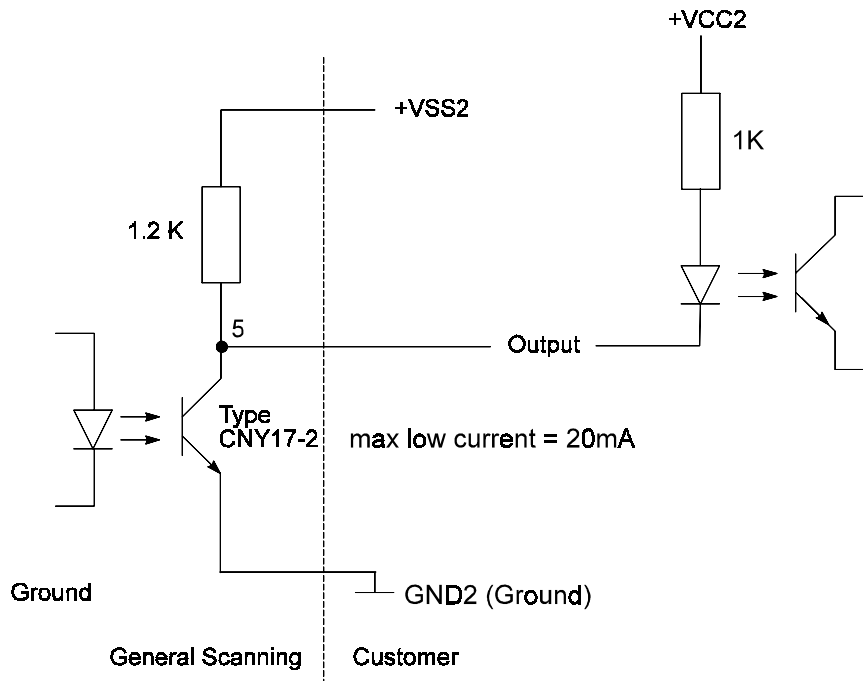 +VCC2
+VSS2
1K
1.2 K
5
Output
Type
CNY17-2
max low current = 20mA
Ground
GND2 (Ground)
General Scanning
Customer